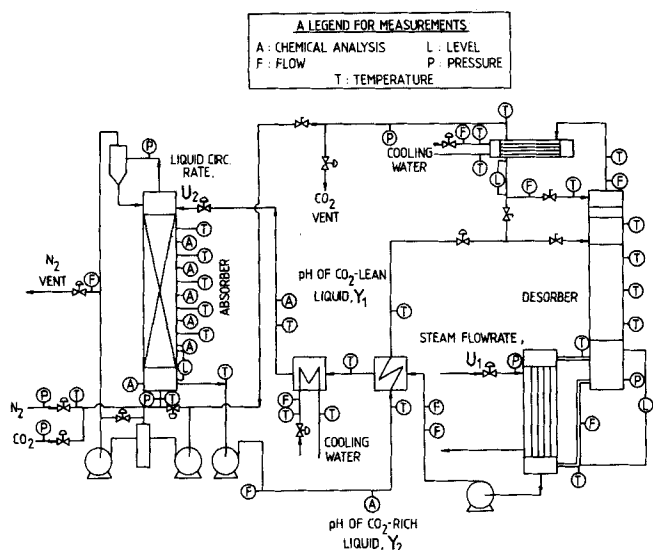 A LEGEND FOR MEASUREMENTS
A : CHEMICAL ANALYSIS L : LEVEL
F : FLOW P : PRESSURE
T : TEMPERATURE
T
P
F
T
P
LIQUID CIRC.
RATE,
U2
COOLING
WATER
T
T
F
L
F
T
CO2
VENT
T
A
T
A
T
A
T
A
T
A
L
ABSORBER
N2
VENT
F
pH OF CO2-LEAN
LIQUID, Y1
A
T
T
DESORBER
T
T
T
T
STEAM FLOWRATE,
U1
P
T
P
L
F
T
A
P
T
T
T
T
F
T
T
F
F
N2
P
T
CO2
P
COOLING
WATER
F
A
pH OF CO2-RICH
LIQUID, Y2